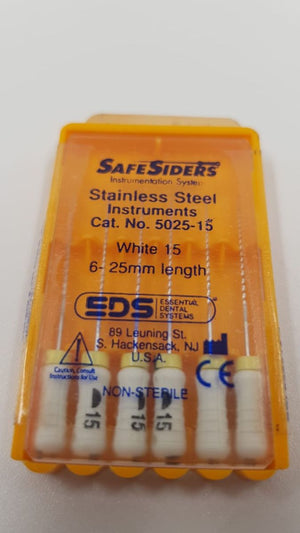 SAFESIDERS
Instrumentation System
Stainless Steel
Instruments
Cat. No. 5025-15
White 15
6- 25mm length
EDS ESSENTIAL DENTAL SYSTEMS
89 Leuning St.
S. Hackensack, NJ
U.S.A.
Caution, Consult
Instructions for Use
CE
NON-STERILE
15
15
15